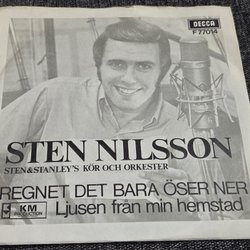 DECCA
F 77014
STEN NILSSON
STEN&STANLEY'S KÖR OCH ORKESTER
REGNET DET BARA ÖSER NER
KM
PRODUCTION
Ljusen från min hemstad